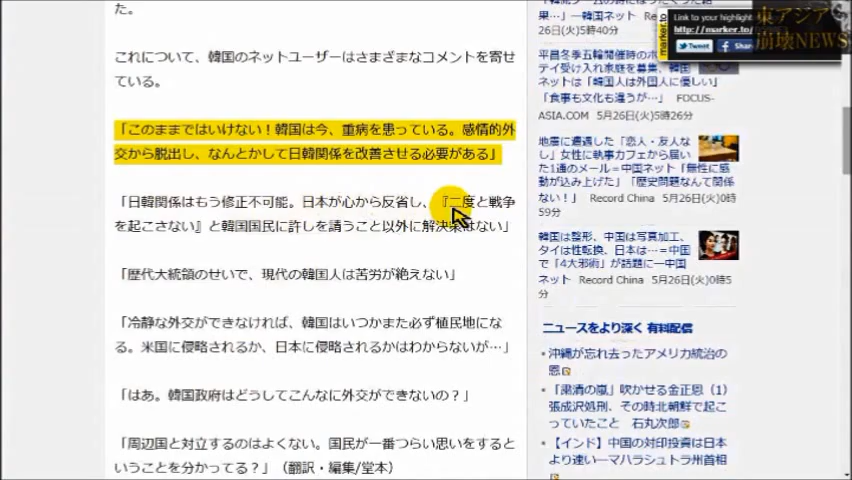 た。
これについて、韓国のネットユーザーはさまざまなコメントを寄せ
ている。
「このままではいけない！韓国は今、重病を患っている。感情的外
交から脱出し、なんとかして日韓関係を改善させる必要がある」
「日韓関係はもう修正不可能。日本が心から反省し、『二度と戦争
を起こさない』と韓国国民に許しを請うこと以外に解決策はない」
「歴代大統領のせいで、現代の韓国人は苦労が絶えない」
「冷静な外交ができなければ、韓国はいつかまた必ず植民地にな
る。米国に侵略されるか、日本に侵略されるかはわからないが…」
「はあ。韓国政府はどうしてこんなに外交ができないの？」
「周辺国と対立するのはよくない。国民が一番つらい思いをすると
いうことを分かってる？」（翻訳・編集/堂本）
果…」ー韓国ネット Record
26日(火)5時40分
平昌冬季五輪開催時のホ
テイ受け入れ家庭を募集、韓国
ネットは「韓国人は外国人に優しい」
「食事も文化も違うが…」 FOCUS-
ASIA.COM 5月26日(火)5時26分
地震に遭遇した「恋人・友人な
し」女性に執事カフェから届い
た1通のメール＝中国ネット「無性に感
動が込み上げた」「歴史問題なんて関係
ない！」 Record China 5月26日(火)0時
59分
韓国は整形、中国は写真加工、
タイは性転換、日本は…＝中国
で「4大邪術」が話題に―中国
ネット Record China 5月26日(火)0時5
分
ニュースをより深く 有料配信
沖縄が忘れ去ったアメリカ統治の
恩
「粛清の嵐」吹かせる金正恩（1）
張成沢処刑、その時北朝鮮で起こ
っていたこと 石丸次郎
【インド】中国の対印投資は日本
より速い―マハラシュトラ州首相
marker.to
Link to your highlight
http://marker.to/
Tweet
Share
東アジア
崩壊NEWS